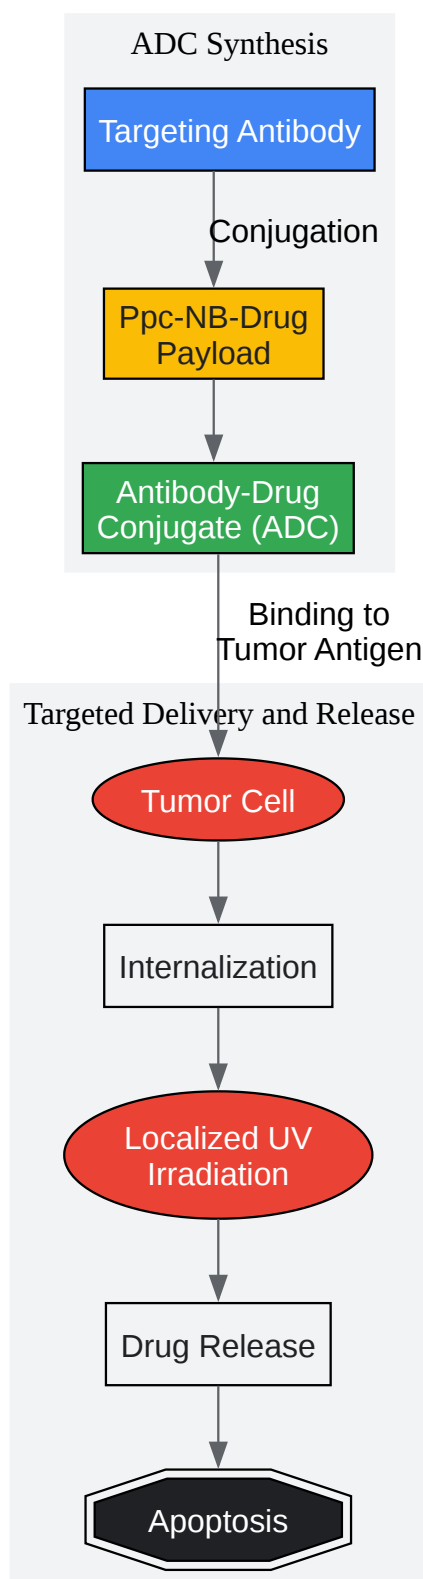 ADC Synthesis
Targeting Antibody
Conjugation
Ppc-NB-Drug
Payload
Antibody-Drug
Conjugate (ADC)
Binding to
Tumor Antigen
Targeted Delivery and Release
Tumor Cell
Internalization
Localized UV
Irradiation
Drug Release
Apoptosis